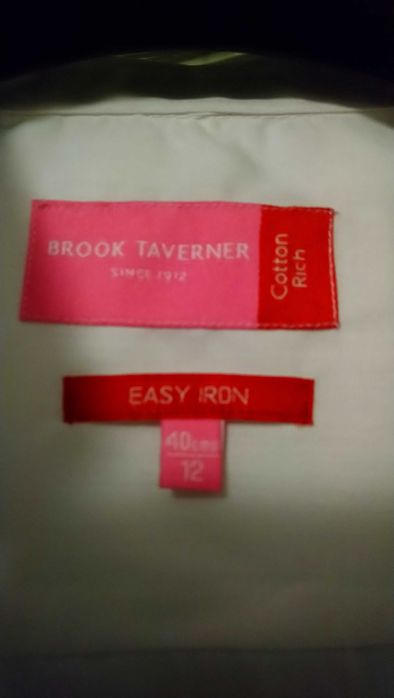 BROOK TAVERNER
SINCE 1912
Cotton
Rich
EASY IRON
40cms
12